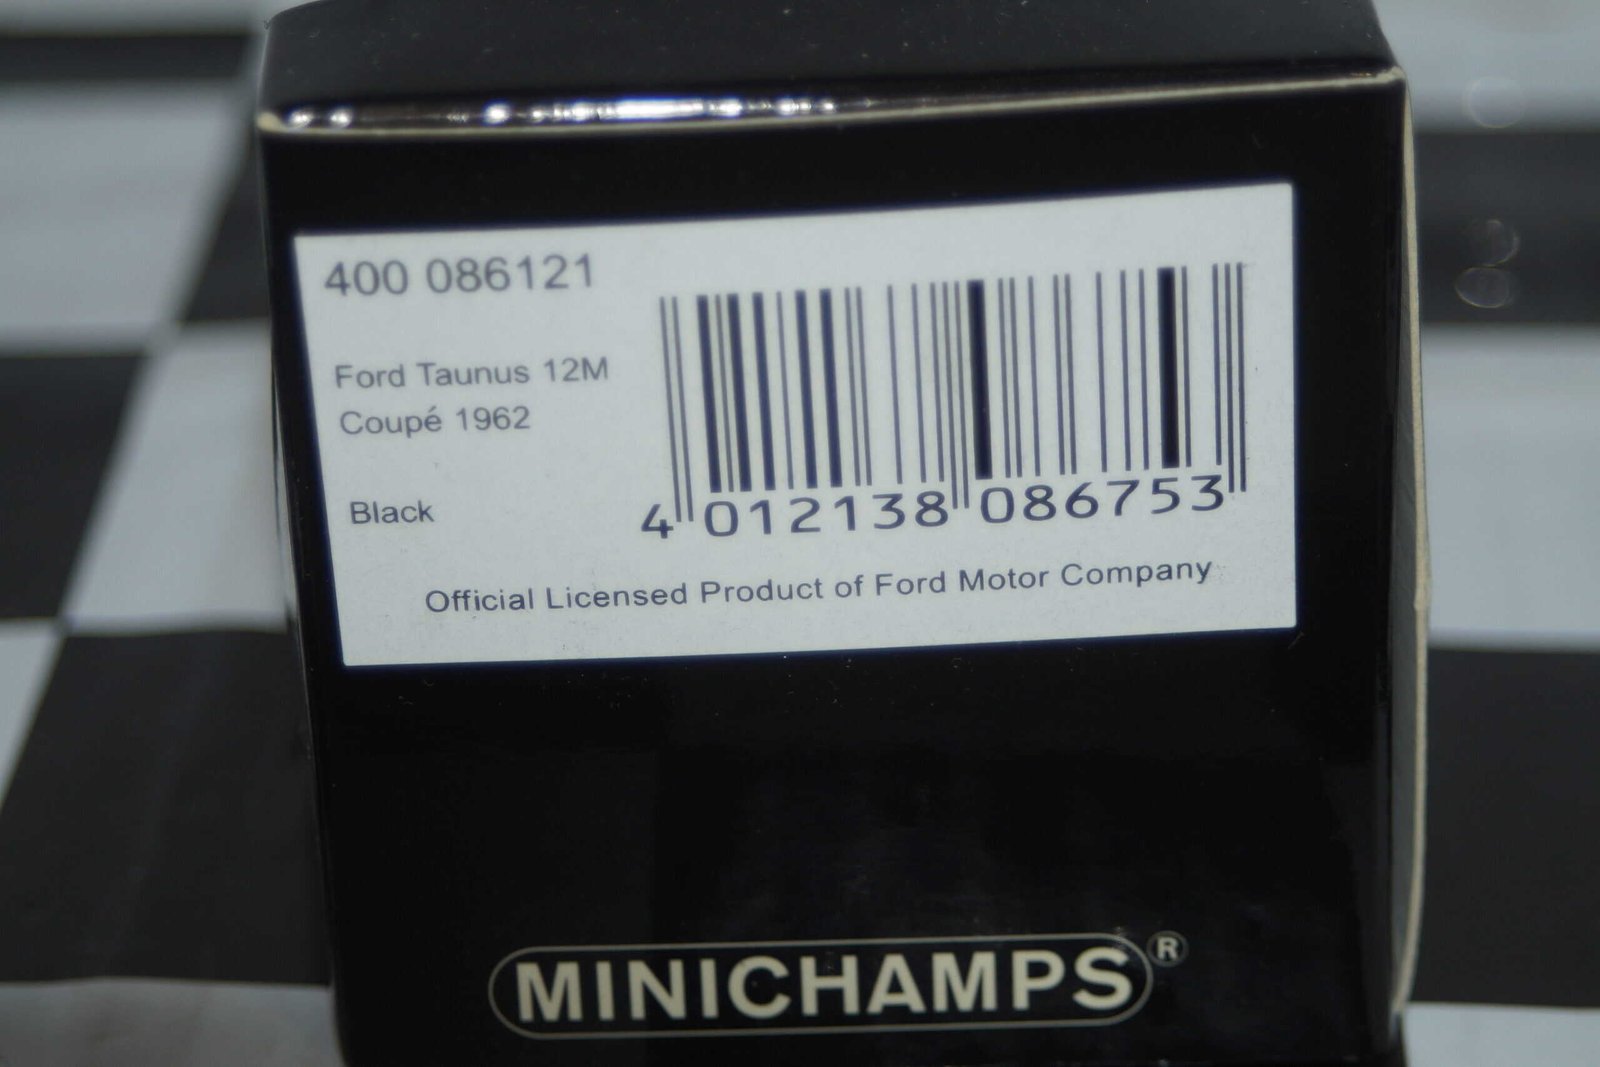 400 086121
Ford Taunus 12M
Coupé 1962
Black
4 012138 086753
Official Licensed Product of Ford Motor Company
MINICHAMPS®